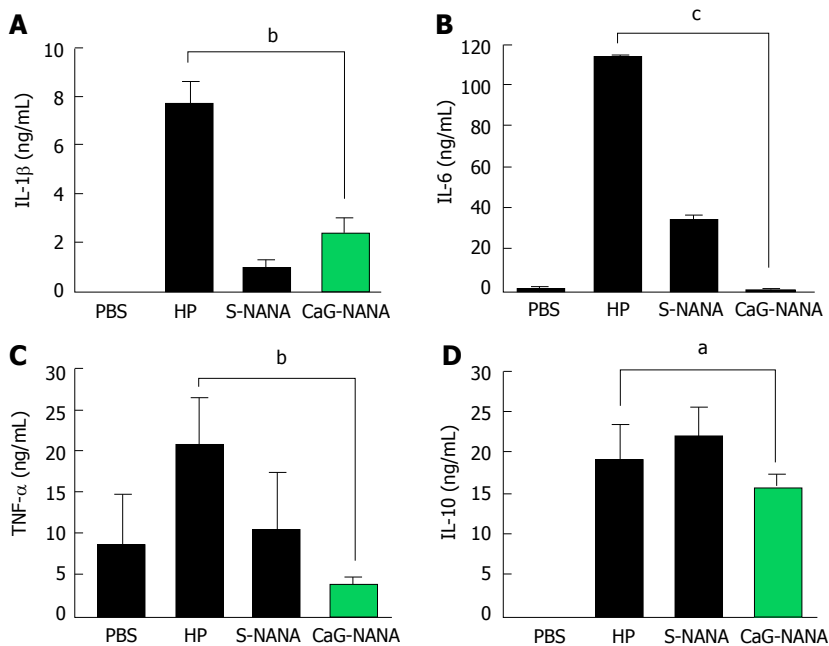 A
b
10
8
6
4
2
0
IL-1β (ng/mL)
PBS HP S-NANA CaG-NANA
B
c
120
100
80
60
40
20
0
IL-6 (ng/mL)
PBS HP S-NANA CaG-NANA
C
b
30
25
20
15
10
5
0
TNF-α (ng/mL)
PBS HP S-NANA CaG-NANA
D
a
30
25
20
15
10
5
0
IL-10 (ng/mL)
PBS HP S-NANA CaG-NANA